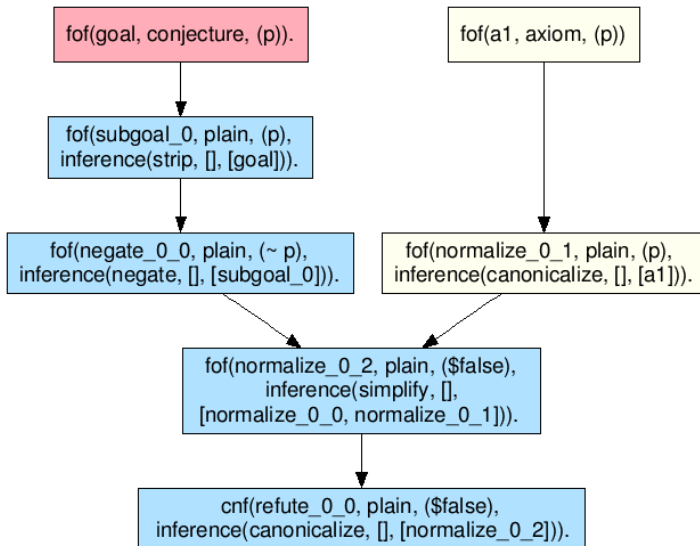 fof(goal, conjecture, (p)).
fof(a1, axiom, (p))
fof(subgoal_0, plain, (p),
inference(strip, [], [goal])).
fof(negate_0_0, plain, (~ p),
inference(negate, [], [subgoal_0])).
fof(normalize_0_1, plain, (p),
inference(canonicalize, [], [a1])).
fof(normalize_0_2, plain, ($false),
inference(simplify, [],
[normalize_0_0, normalize_0_1])).
cnf(refute_0_0, plain, ($false),
inference(canonicalize, [], [normalize_0_2])).